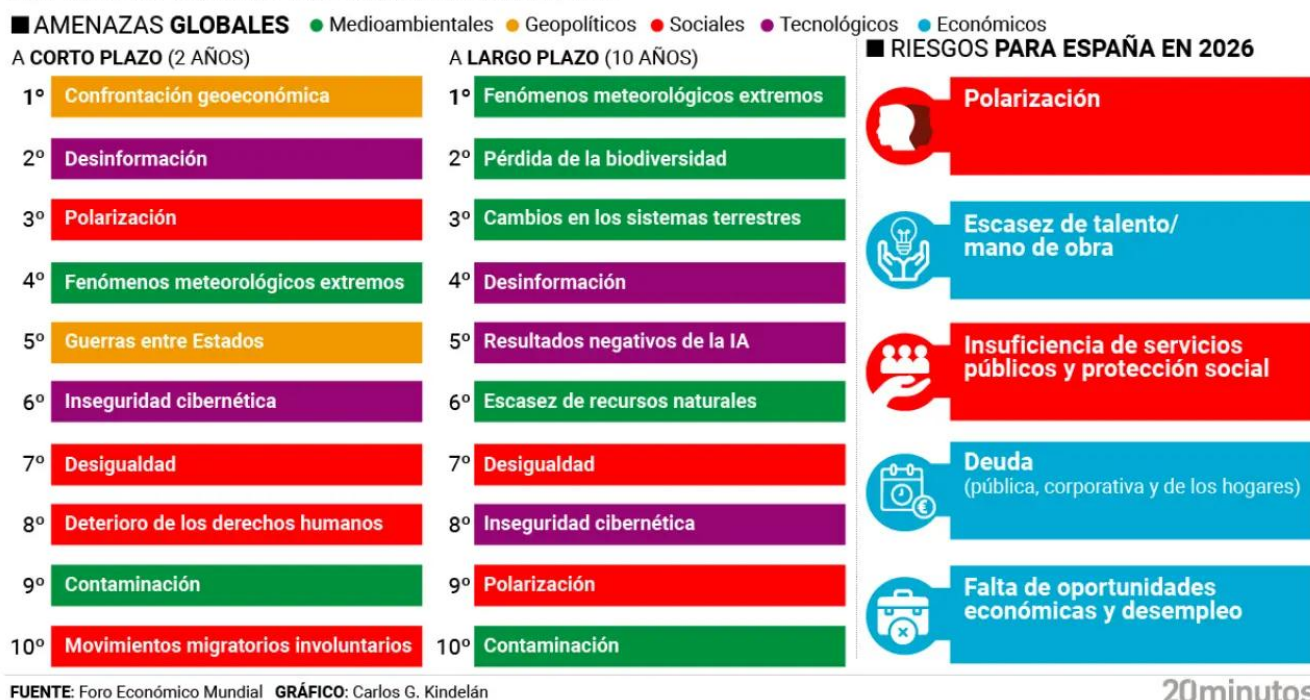 AMENAZAS GLOBALES
Medioambientales
Geopolíticos
Sociales
Tecnológicos
Económicos
A CORTO PLAZO (2 AÑOS)
1º Confrontación geoeconómica
2º Desinformación
3º Polarización
4º Fenómenos meteorológicos extremos
5º Guerras entre Estados
6º Inseguridad cibernética
7º Desigualdad
8º Deterioro de los derechos humanos
9º Contaminación
10º Movimientos migratorios involuntarios
A LARGO PLAZO (10 AÑOS)
1º Fenómenos meteorológicos extremos
2º Pérdida de la biodiversidad
3º Cambios en los sistemas terrestres
4º Desinformación
5º Resultados negativos de la IA
6º Escasez de recursos naturales
7º Desigualdad
8º Inseguridad cibernética
9º Polarización
10º Contaminación
RIESGOS PARA ESPAÑA EN 2026
Polarización
Escasez de talento/
mano de obra
Insuficiencia de servicios
públicos y protección social
Deuda
(pública, corporativa y de los hogares)
Falta de oportunidades
económicas y desempleo
FUENTE: Foro Económico Mundial GRÁFICO: Carlos G. Kindelán
20minutos